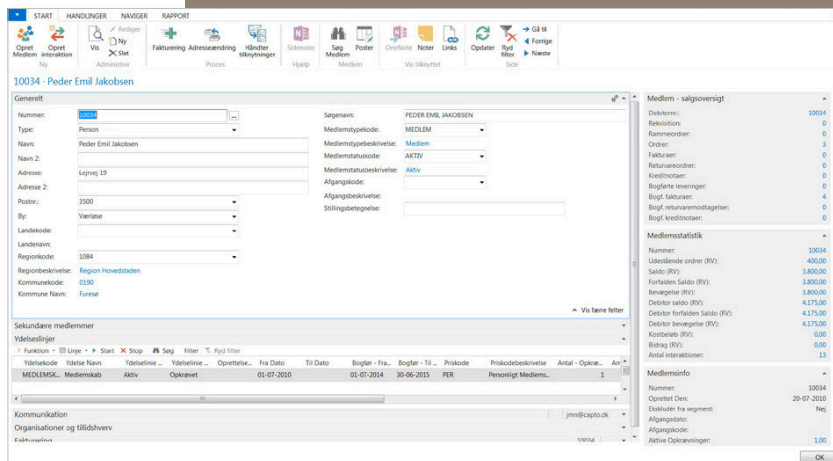 START HANDLINGER NAVIGER RAPPORT
Opret Medlem
Opret interaktion
Ny
Vis
Rediger
Ny
Slet
Administrer
Fakturering
Adresseændring
Håndter tilknytninger
Proces
Sidenoter
Hjælp
Søg Medlem
Poster
Medlem
OneNote
Noter
Links
Vis tilknyttet
Opdater
Ryd filter
Gå til
Forrige
Næste
Side
10034 - Peder Emil Jakobsen
Generelt
Nummer: 10034
Type: Person
Navn: Peder Emil Jakobsen
Navn 2:
Adresse: Lejrvej 19
Adresse 2:
Postnr.: 3500
By: Værløse
Landekode:
Landenavn:
Regionkode: 1084
Regionbeskrivelse: Region Hovedstaden
Kommunekode: 0190
Kommune Navn: Furesø
Søgenavn: PEDER EMIL JAKOBSEN
Medlemstypekode: MEDLEM
Medlemstypebeskrivelse: Medlem
Medlemstatuskode: AKTIV
Medlemstatusbeskrivelse: Aktiv
Afgangskode:
Afgangsbeskrivelse:
Stillingsbetegnelse:
Vis færre felter
Sekundære medlemmer
Ydelseslinjer
Funktion Linje Start Stop Søg Filter Ryd filter
Ydelsekode Ydelse Navn Ydelselinie ... Ydelselinie ... Oprettelse... Fra Dato Til Dato Bogfør - Fra... Bogfør - Til ... Priskode Priskodebeskrivelse Antal - Opkræ...
MEDLEMSK... Medlemskab Aktiv Opkrævet 01-07-2010 01-07-2014 30-06-2015 PER Personligt Medlems... 1
Kommunikation jmn@capto.dk
Organisationer og tillidshverv
Fakturering 10034
Medlem - salgsoversigt
Debitornr.: 10034
Rekvisition: 0
Rammeordrer: 0
Ordrer: 3
Fakturaer: 0
Returvareordrer: 0
Kreditnotaer: 0
Bogførte leveringer: 0
Bogf. fakturaer: 4
Bogf. returvaremodtagelser: 0
Bogf. kreditnotaer: 0
Medlemsstatistik
Nummer: 10034
Udestående ordrer (RV): 400,00
Saldo (RV): 3.800,00
Forfalden Saldo (RV): 3.800,00
Bevægelse (RV): 3.800,00
Debitor saldo (RV): 4.175,00
Debitor forfalden Saldo (RV): 4.175,00
Debitor bevægelse (RV): 4.175,00
Kostbeløb (RV): 0,00
Bidrag (RV): 0,00
Antal interaktioner: 13
Medlemsinfo
Nummer: 10034
Oprettet Den: 20-07-2010
Ekskludér fra segment: Nej
Afgangsdato:
Afgangskode:
Aktive Opkrævninger: 1,00
OK